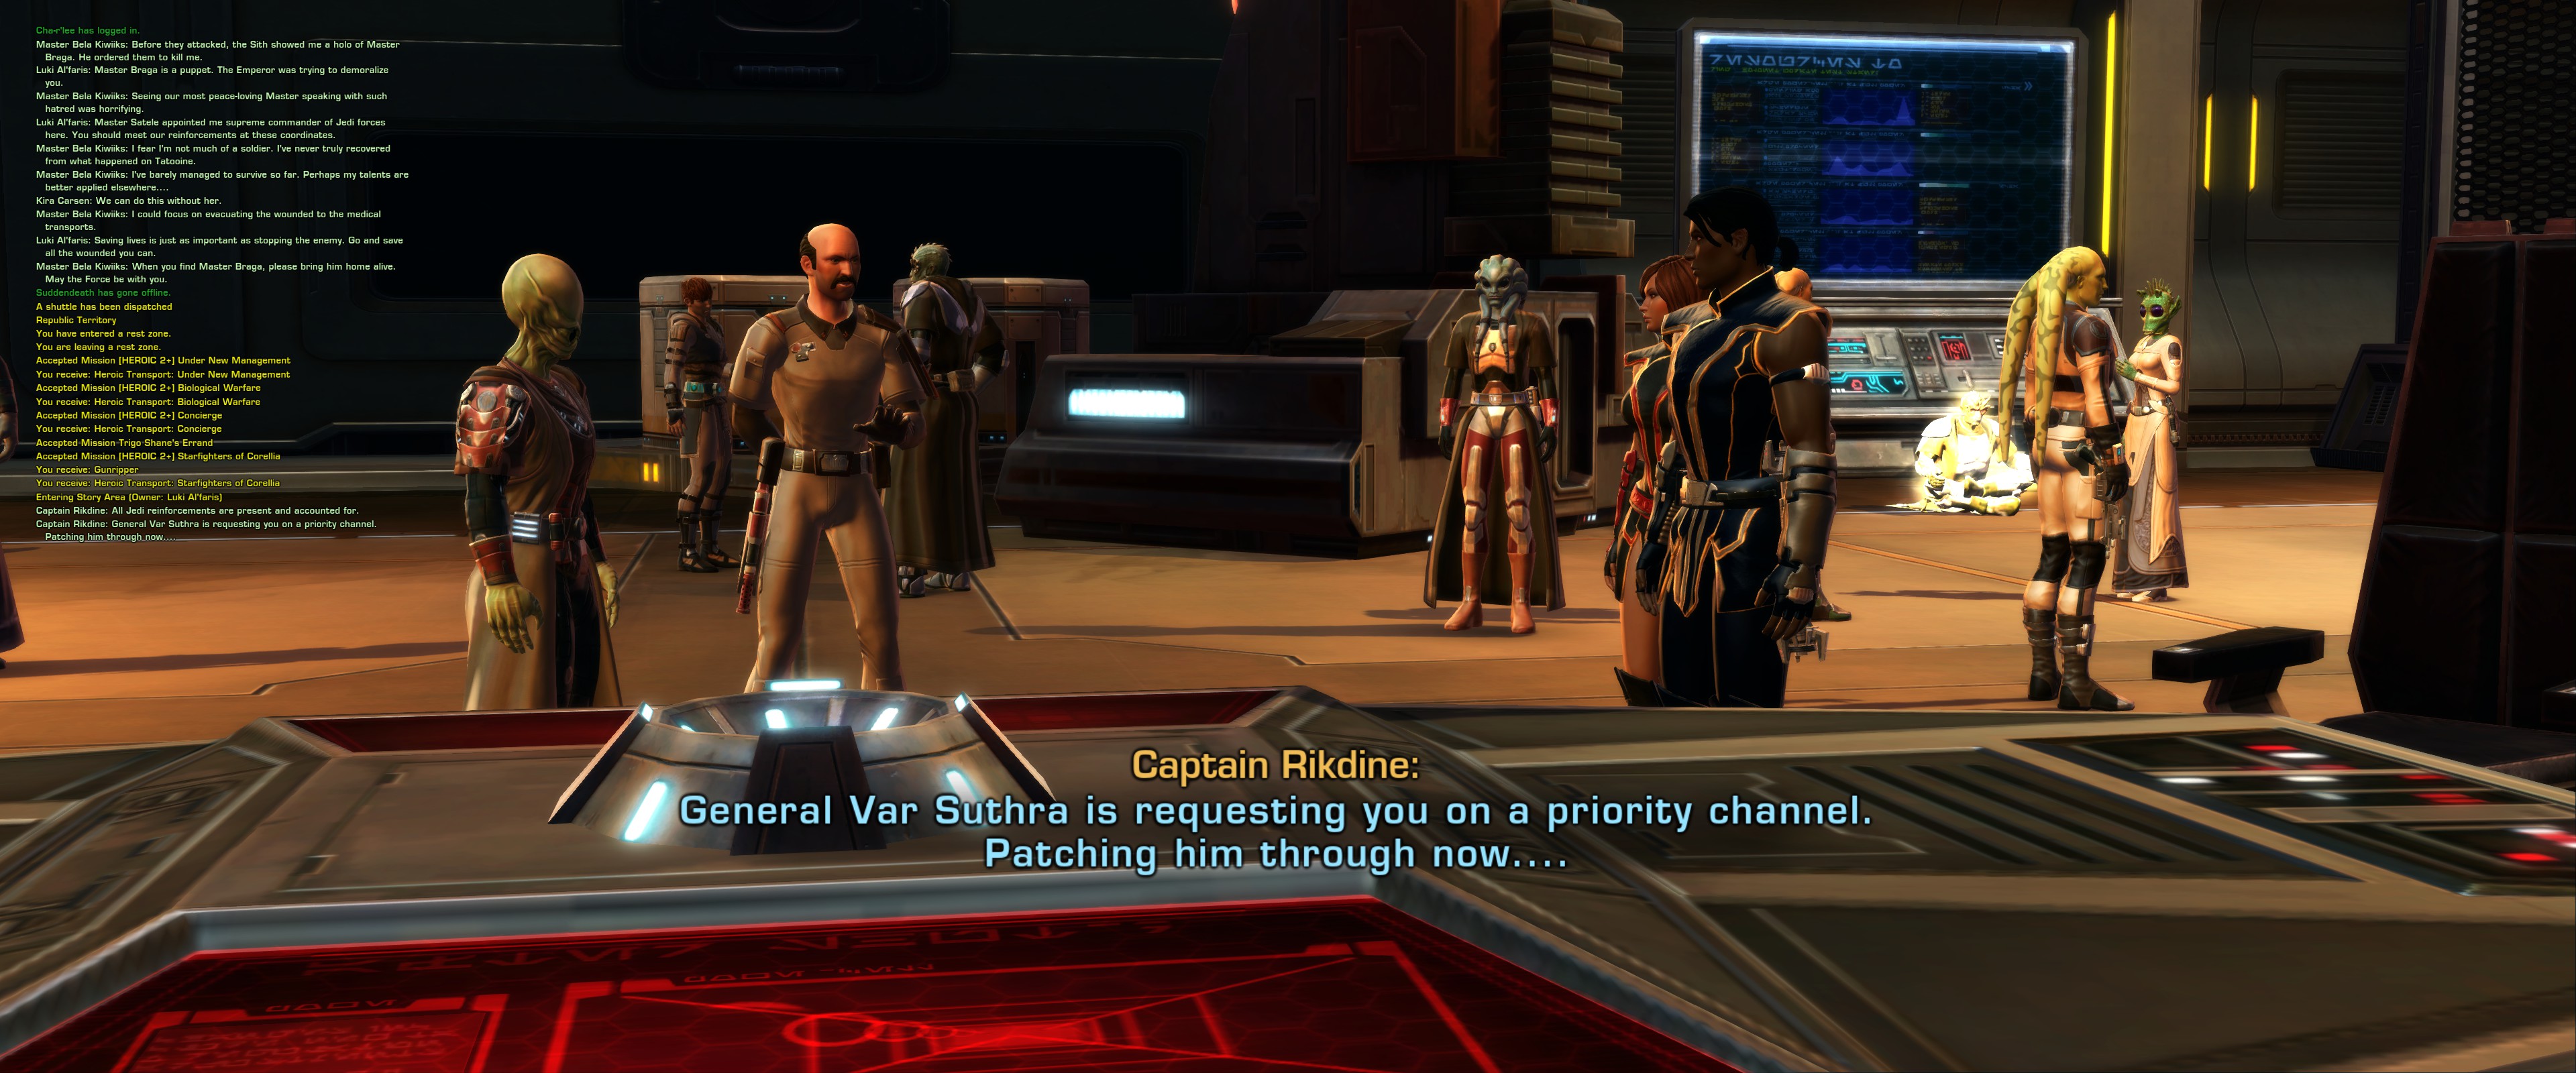 Cha-r'lee has logged in.
Master Bela Kiwiiks: Before they attacked, the Sith showed me a holo of Master
Braga. He ordered them to kill me.
Luki Al'faris: Master Braga is a puppet. The Emperor was trying to demoralize
you.
Master Bela Kiwiiks: Seeing our most peace-loving Master speaking with such
hatred was horrifying.
Luki Al'faris: Master Satele appointed me supreme commander of Jedi forces
here. You should meet our reinforcements at these coordinates.
Master Bela Kiwiiks: I fear I'm not much of a soldier. I've never truly recovered
from what happened on Tatooine.
Master Bela Kiwiiks: I've barely managed to survive so far. Perhaps my talents are
better applied elsewhere....
Kira Carsen: We can do this without her.
Master Bela Kiwiiks: I could focus on evacuating the wounded to the medical
transports.
Luki Al'faris: Saving lives is just as important as stopping the enemy. Go and save
all the wounded you can.
Master Bela Kiwiiks: When you find Master Braga, please bring him home alive.
May the Force be with you.
Suddendeath has gone offline.
A shuttle has been dispatched
Republic Territory
You have entered a rest zone.
You are leaving a rest zone.
Accepted Mission [HEROIC 2+] Under New Management
You receive: Heroic Transport: Under New Management
Accepted Mission [HEROIC 2+] Biological Warfare
You receive: Heroic Transport: Biological Warfare
Accepted Mission [HEROIC 2+] Concierge
You receive: Heroic Transport: Concierge
Accepted Mission Trigo Shane's Errand
Accepted Mission [HEROIC 2+] Starfighters of Corellia
You receive: Gunripper
You receive: Heroic Transport: Starfighters of Corellia
Entering Story Area (Owner: Luki Al'faris)
Captain Rikdine: All Jedi reinforcements are present and accounted for.
Captain Rikdine: General Var Suthra is requesting you on a priority channel.
Patching him through now....
Captain Rikdine:
General Var Suthra is requesting you on a priority channel.
Patching him through now....